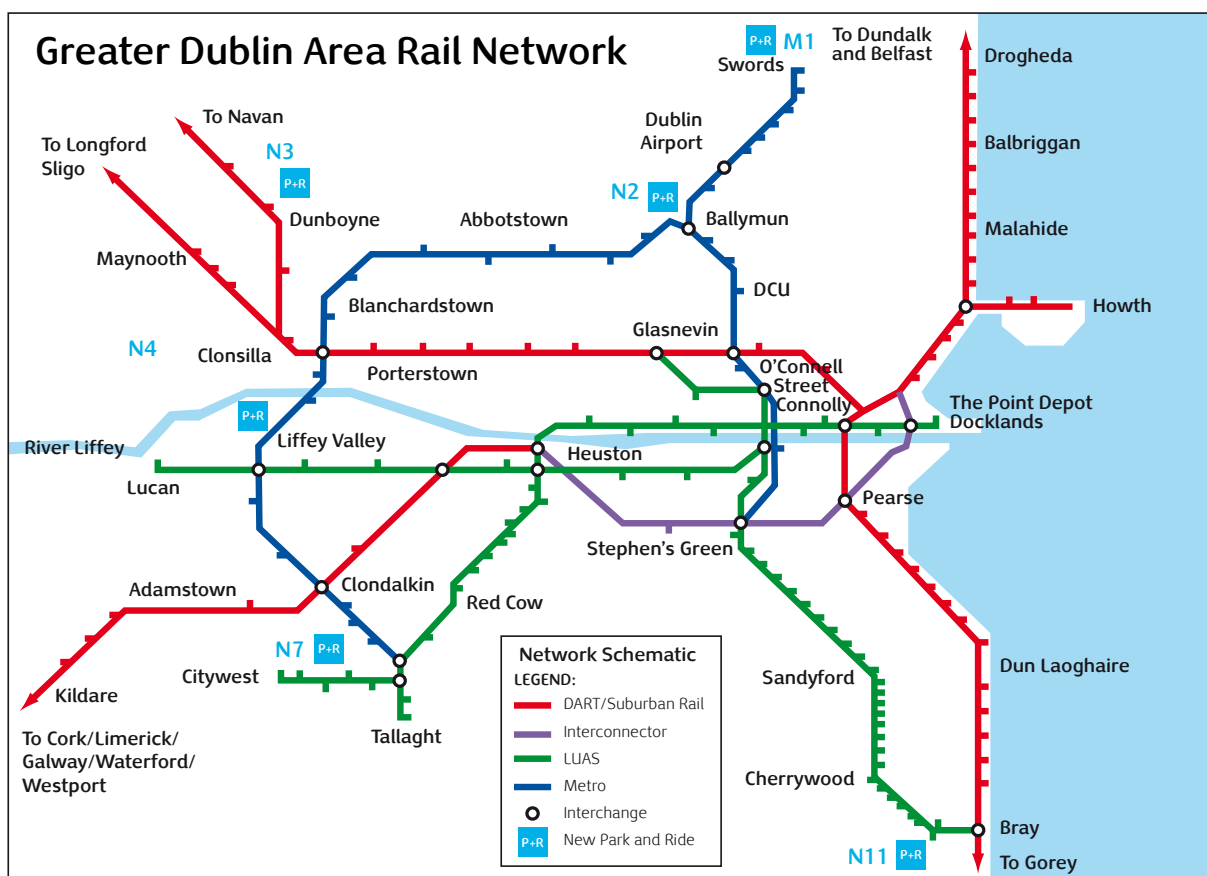 Greater Dublin Area Rail Network
P+R
M1
Swords
To Dundalk
and Belfast
Drogheda
To Navan
Dublin
Airport
To Longford
Sligo
N3
P+R
Balbriggan
N2
P+R
Dunboyne
Abbotstown
Ballymun
Malahide
Maynooth
Blanchardstown
DCU
Howth
Glasnevin
N4
Clonsilla
Porterstown
O'Connell
Street
Connolly
The Point Depot
Docklands
P+R
Liffey Valley
River Liffey
Heuston
Lucan
Pearse
Stephen's Green
Adamstown
Clondalkin
Red Cow
N7
P+R
Citywest
Kildare
Tallaght
To Cork/Limerick/
Galway/Waterford/
Westport
Network Schematic
LEGEND:
DART/Suburban Rail
Interconnector
LUAS
Metro
Interchange
P+R
New Park and Ride
Sandyford
Dun Laoghaire
Cherrywood
Bray
N11
P+R
To Gorey